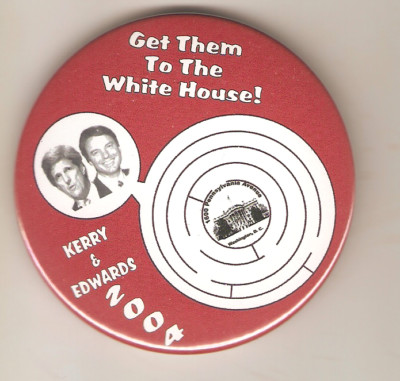 Get Them
To The
White House!
1600 Pennsylvania Avenue
Washington, D. C.
KERRY
&
EDWARDS
2004